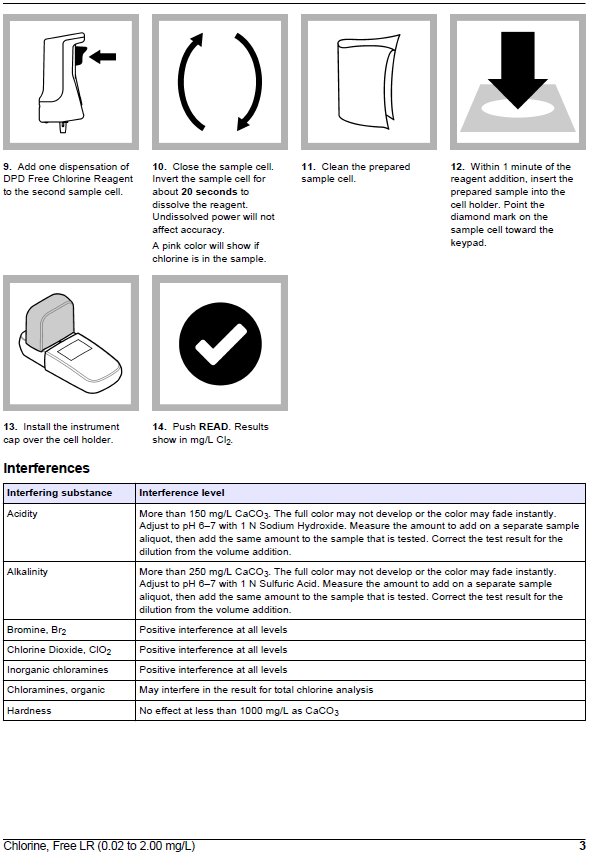 9. Add one dispensation of
DPD Free Chlorine Reagent
to the second sample cell.
10. Close the sample cell.
Invert the sample cell for
about 20 seconds to
dissolve the reagent.
Undissolved power will not
affect accuracy.
A pink color will show if
chlorine is in the sample.
11. Clean the prepared
sample cell.
12. Within 1 minute of the
reagent addition, insert the
prepared sample into the
cell holder. Point the
diamond mark on the
sample cell toward the
keypad.
13. Install the instrument
cap over the cell holder.
14. Push READ. Results
show in mg/L Cl2.
Interferences
Interfering substance Interference level
Acidity More than 150 mg/L CaCO3. The full color may not develop or the color may fade instantly.
Adjust to pH 6–7 with 1 N Sodium Hydroxide. Measure the amount to add on a separate sample
aliquot, then add the same amount to the sample that is tested. Correct the test result for the
dilution from the volume addition.
Alkalinity More than 250 mg/L CaCO3. The full color may not develop or the color may fade instantly.
Adjust to pH 6–7 with 1 N Sulfuric Acid. Measure the amount to add on a separate sample
aliquot, then add the same amount to the sample that is tested. Correct the test result for the
dilution from the volume addition.
Bromine, Br2 Positive interference at all levels
Chlorine Dioxide, ClO2 Positive interference at all levels
Inorganic chloramines Positive interference at all levels
Chloramines, organic May interfere in the result for total chlorine analysis
Hardness No effect at less than 1000 mg/L as CaCO3
Chlorine, Free LR (0.02 to 2.00 mg/L) 3